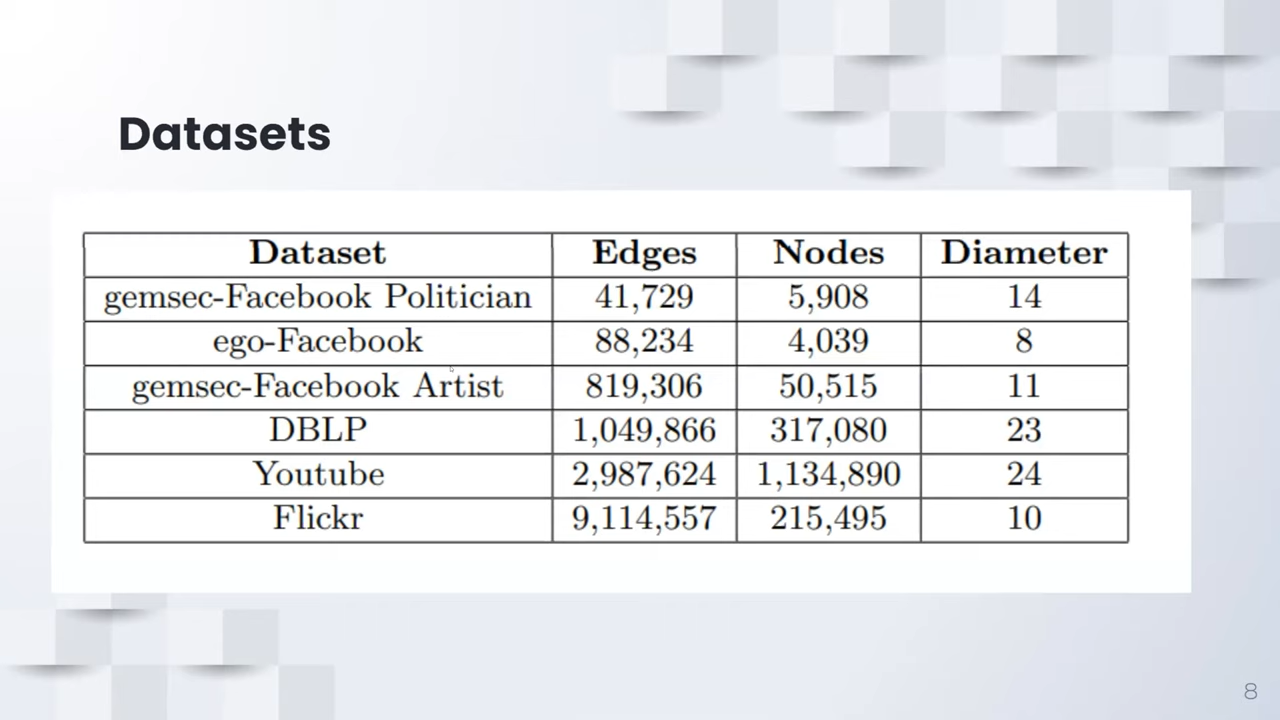 Datasets
Dataset Edges Nodes Diameter
gemsec-Facebook Politician 41,729 5,908 14
ego-Facebook 88,234 4,039 8
gemsec-Facebook Artist 819,306 50,515 11
DBLP 1,049,866 317,080 23
Youtube 2,987,624 1,134,890 24
Flickr 9,114,557 215,495 10
8